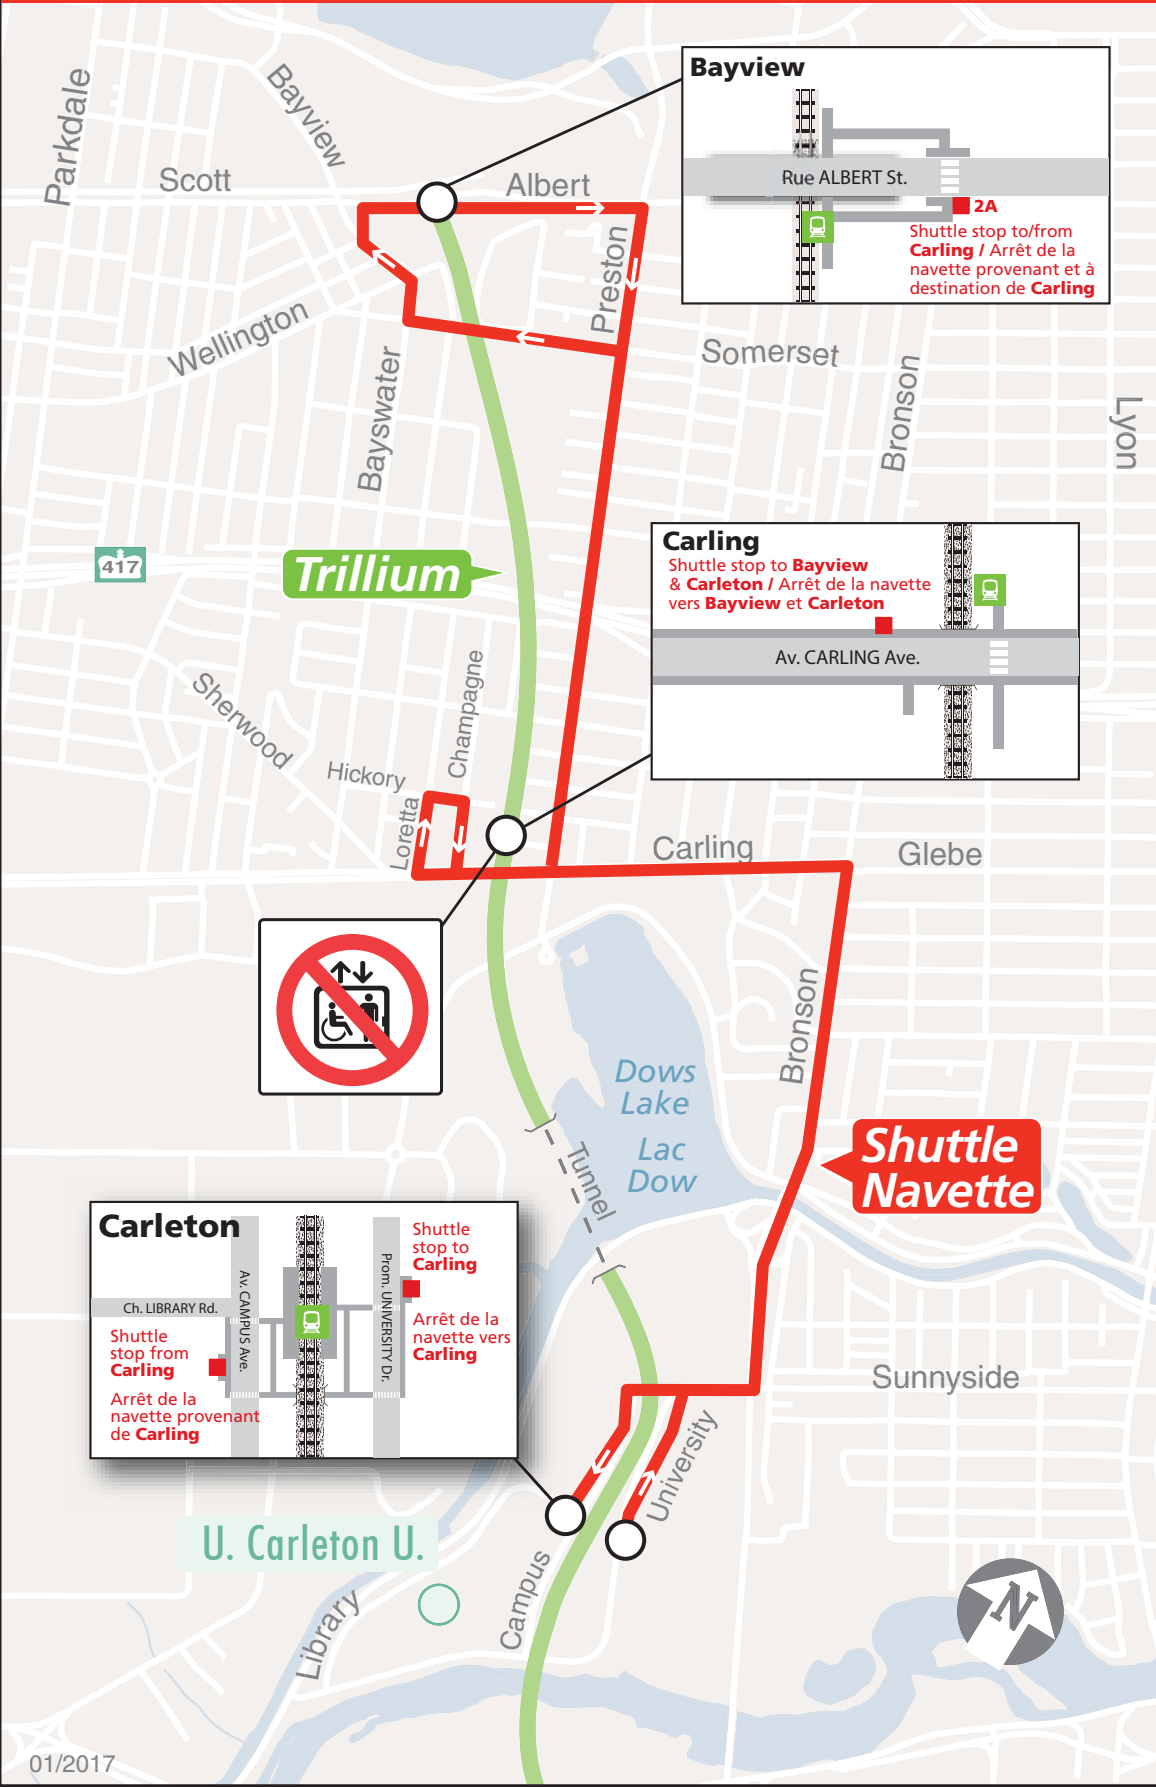 Parkdale
Bayview
Scott
Albert
Preston
Wellington
Bayswater
Somerset
Bronson
Lyon
Bayview
Rue ALBERT St.
2A
Shuttle stop to/from
Carling / Arrêt de la
navette provenant et à
destination de Carling
417
Trillium
Carling
Shuttle stop to Bayview
& Carleton / Arrêt de la navette
vers Bayview et Carleton
Av. CARLING Ave.
Sherwood
Hickory
Champagne
Loretta
Carling
Glebe
Bronson
Dows
Lake
Lac
Dow
Tunnel
Shuttle
Navette
Carleton
Ch. LIBRARY Rd.
Av. CAMPUS Ave.
Prom. UNIVERSITY Dr.
Shuttle
stop to
Carling
Arrêt de la
navette vers
Carling
Shuttle
stop from
Carling
Arrêt de la
navette provenant
de Carling
Sunnyside
University
U. Carleton U.
Campus
Library
N
01/2017